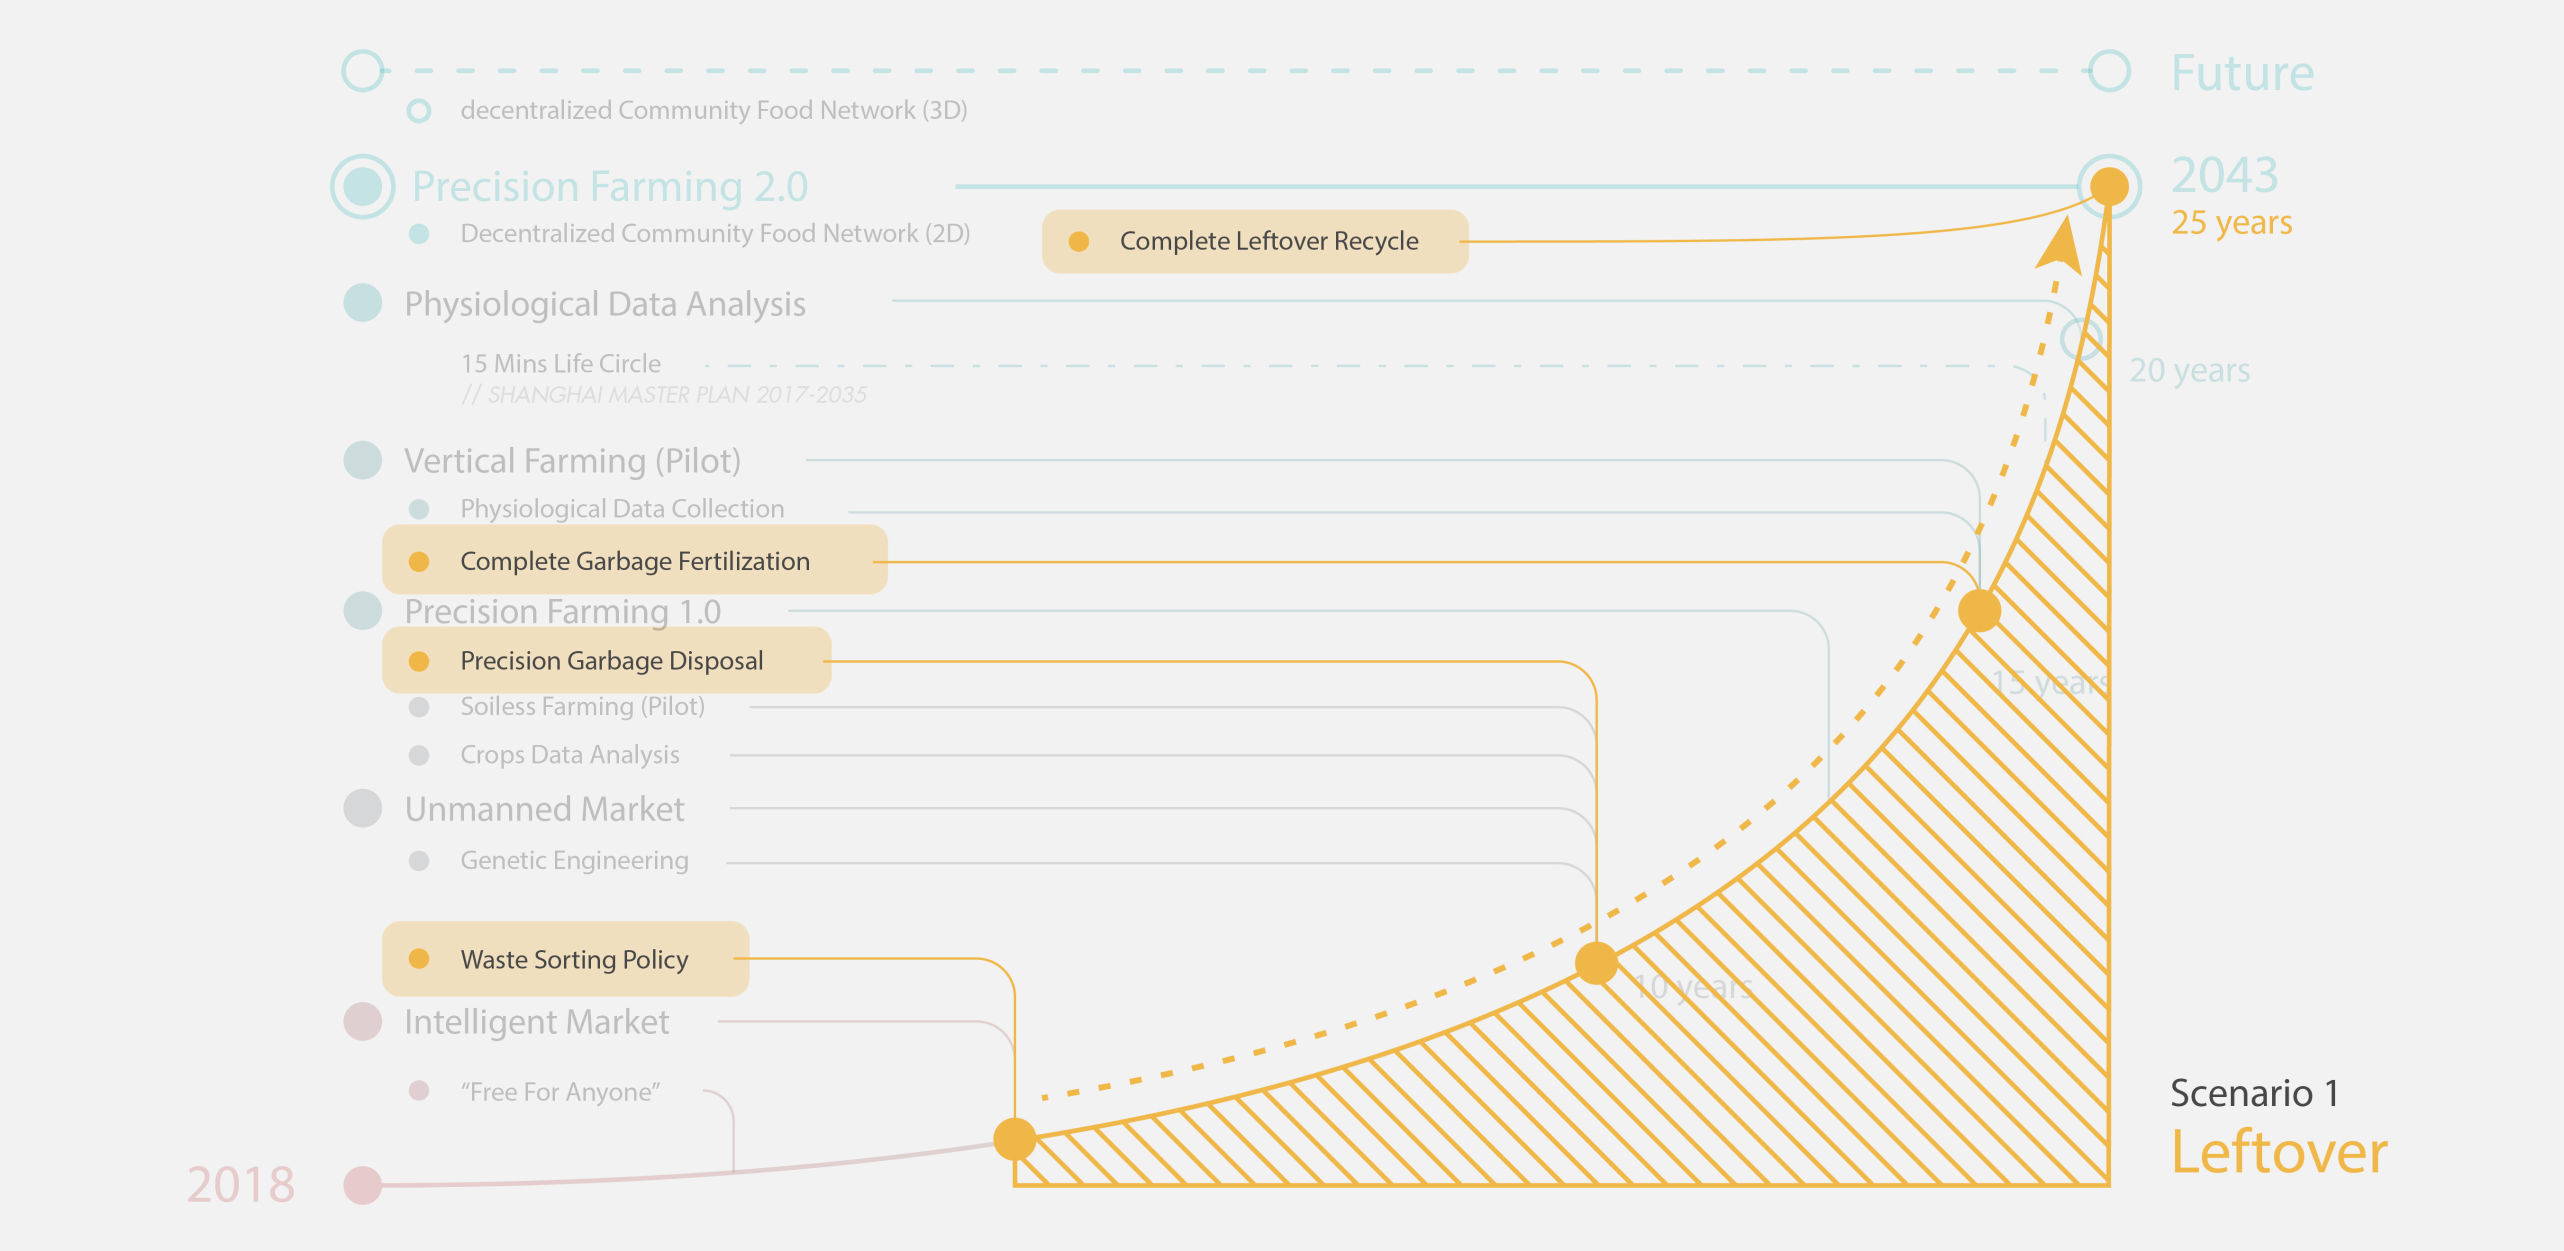 Future
decentralized Community Food Network (3D)
Precision Farming 2.0
2043
25 years
Decentralized Community Food Network (2D)
Complete Leftover Recycle
Physiological Data Analysis
15 Mins Life Circle
20 years
// SHANGHAI MASTER PLAN 2017-2035
Vertical Farming (Pilot)
Physiological Data Collection
Complete Garbage Fertilization
Precision Farming 1.0
Precision Garbage Disposal
15 years
Soiless Farming (Pilot)
Crops Data Analysis
Unmanned Market
Genetic Engineering
Waste Sorting Policy
10 years
Intelligent Market
“Free For Anyone”
Scenario 1
Leftover
2018